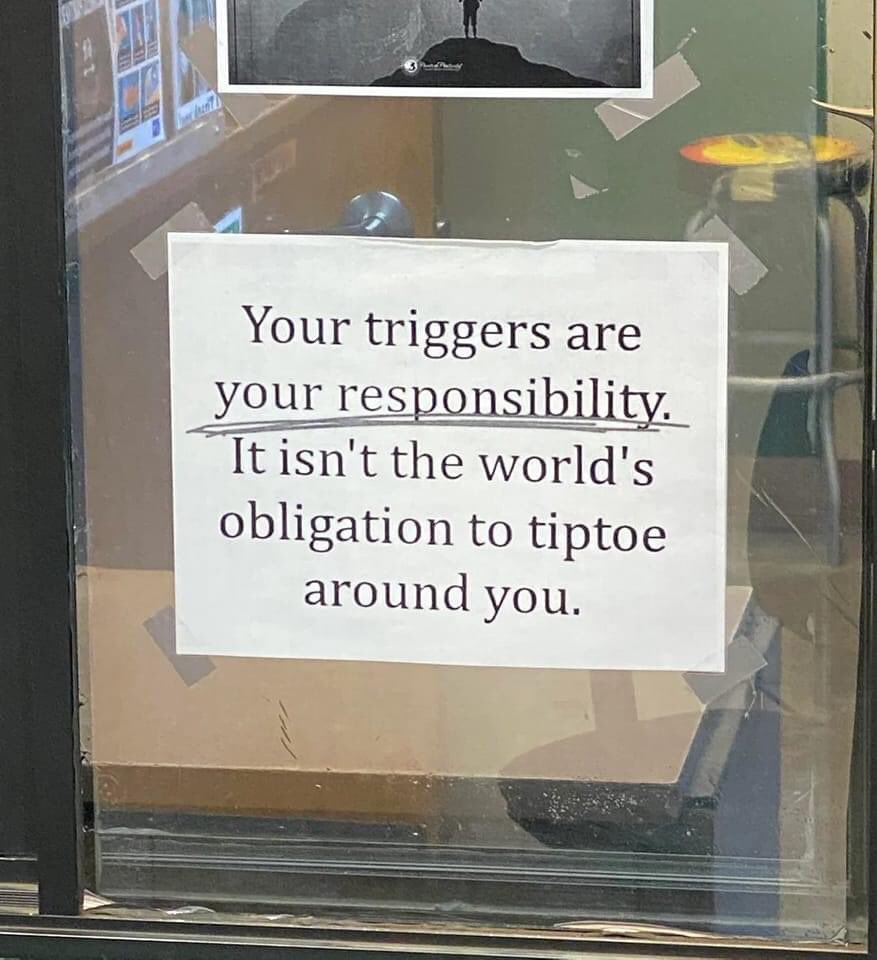 Your triggers are
your responsibility.
It isn't the world's
obligation to tiptoe
around you.